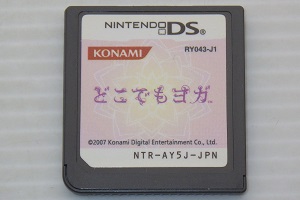 NINTENDO DS
KONAMI RY043-J1
どこでもヨガ
©2007 Konami Digital Entertainment Co., Ltd.
NTR-AY5J-JPN